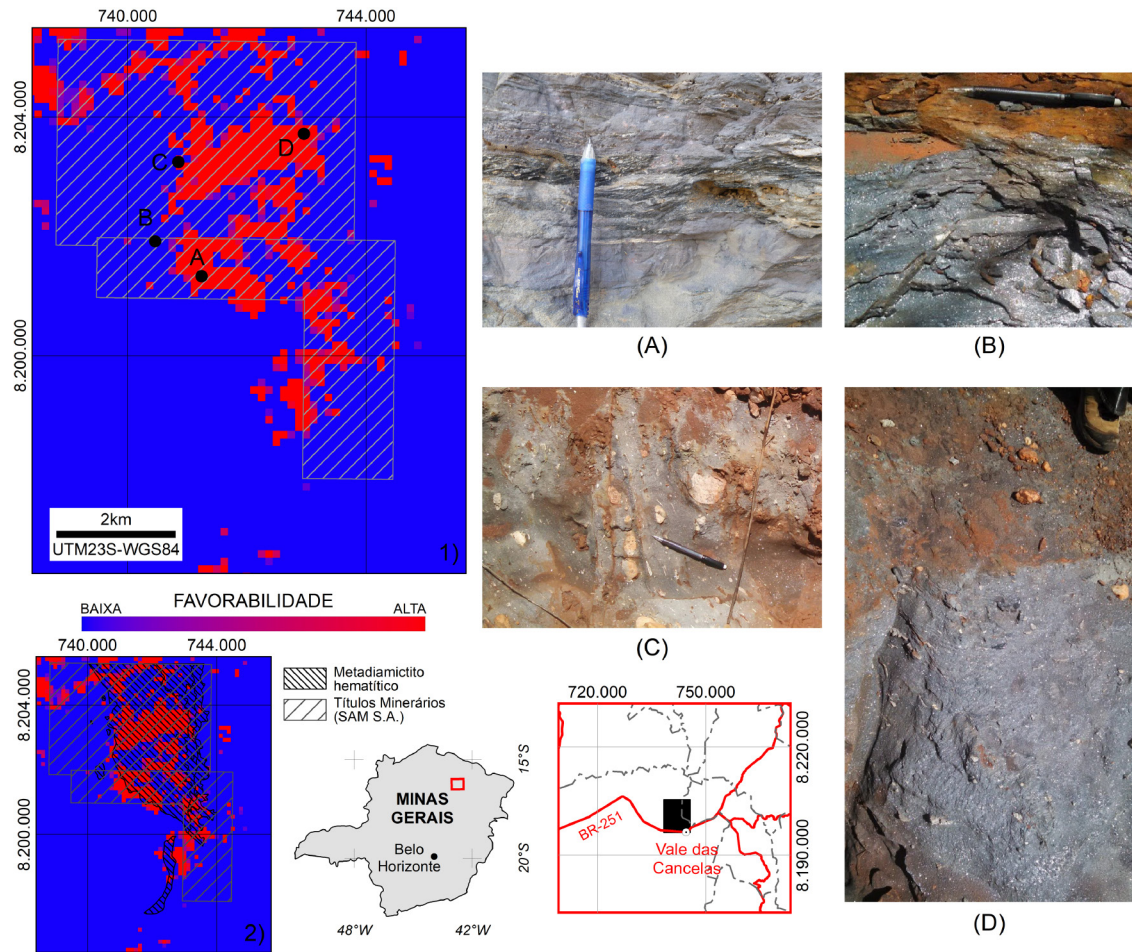 740.000
744.000
8.204.000
8.200.000
A
B
C
D
2km
UTM23S-WGS84
1)
FAVORABILIDADE
BAIXA
ALTA
740.000
744.000
8.204.000
8.200.000
2)
Metadiamictito
hematítico
Títulos Minerários
(SAM S.A.)
MINAS
GERAIS
Belo
Horizonte
15°S
20°S
48°W
42°W
720.000
750.000
8.220.000
8.190.000
BR-251
Vale das
Cancelas
(A)
(B)
(C)
(D)